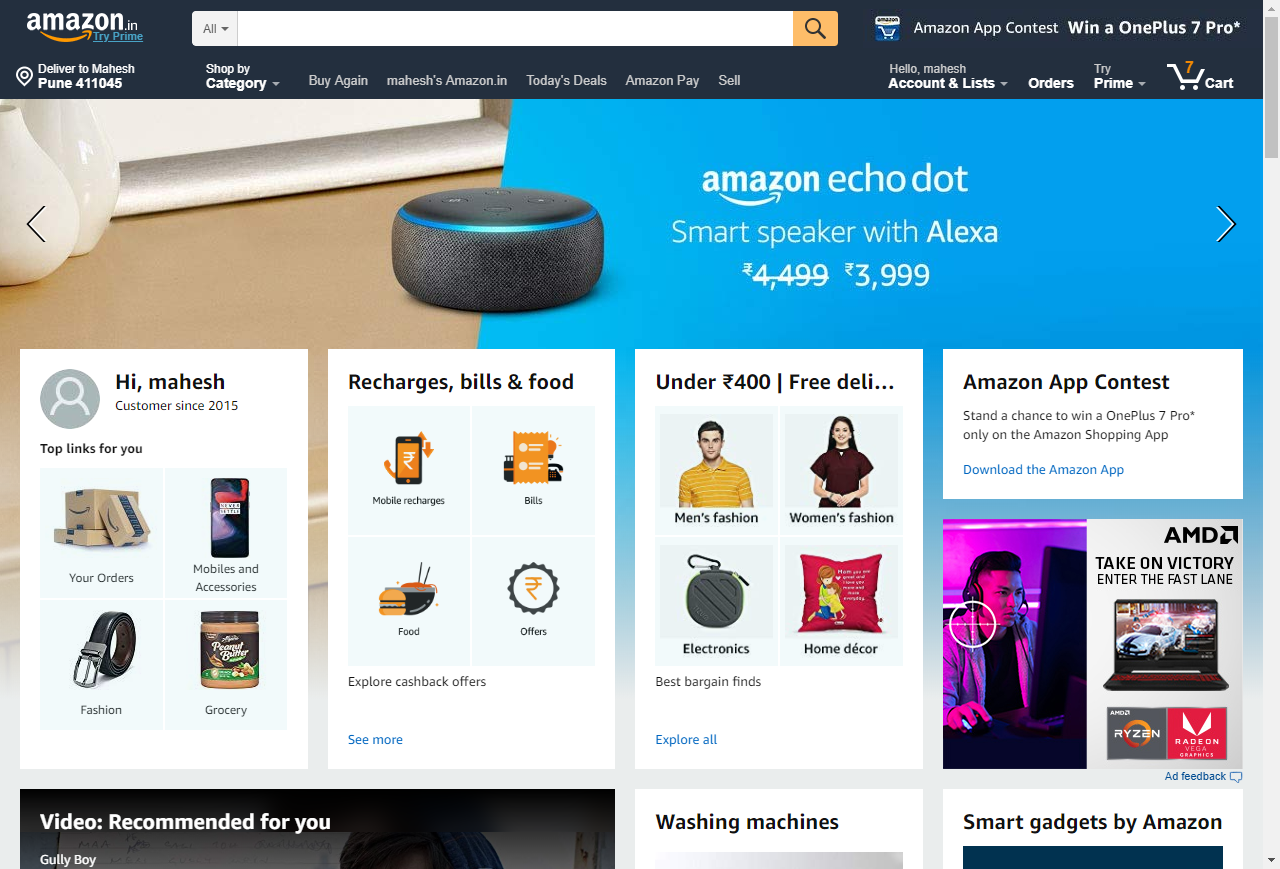 amazon.in
Try Prime
All
Amazon App Contest Win a OnePlus 7 Pro*
Deliver to Mahesh
Pune 411045
Shop by
Category
Buy Again
mahesh's Amazon.in
Today's Deals
Amazon Pay
Sell
Hello, mahesh
Account & Lists
Orders
Try
Prime
7
Cart
amazon echo dot
Smart speaker with Alexa
₹4,499 ₹3,999
Hi, mahesh
Customer since 2015
Top links for you
Your Orders
NEVER
SETTLE
Mobiles and
Accessories
Fashion
Peanut
Butter
Grocery
Recharges, bills & food
Mobile recharges
Bills
Food
Offers
Explore cashback offers
See more
Under ₹400 | Free deli...
Men's fashion
Women's fashion
Electronics
Home décor
Best bargain finds
Explore all
Amazon App Contest
Stand a chance to win a OnePlus 7 Pro*
only on the Amazon Shopping App
Download the Amazon App
AMD
TAKE ON VICTORY
ENTER THE FAST LANE
AMD
RYZEN
RADEON
VEGA
GRAPHICS
Ad feedback
Video: Recommended for you
Gully Boy
Washing machines
Smart gadgets by Amazon